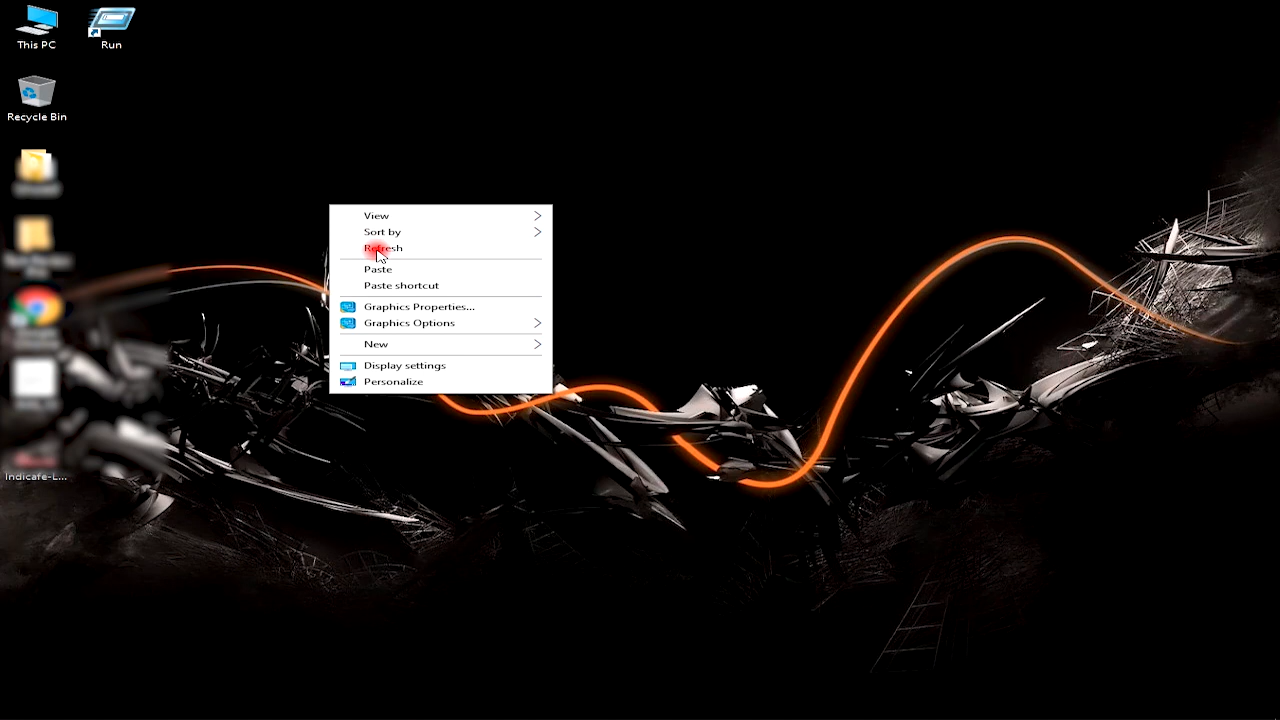 This PC
Run
Recycle Bin
View
Sort by
Refresh
Paste
Paste shortcut
Graphics Properties...
Graphics Options
New
Display settings
Personalize
Indicafe-L...